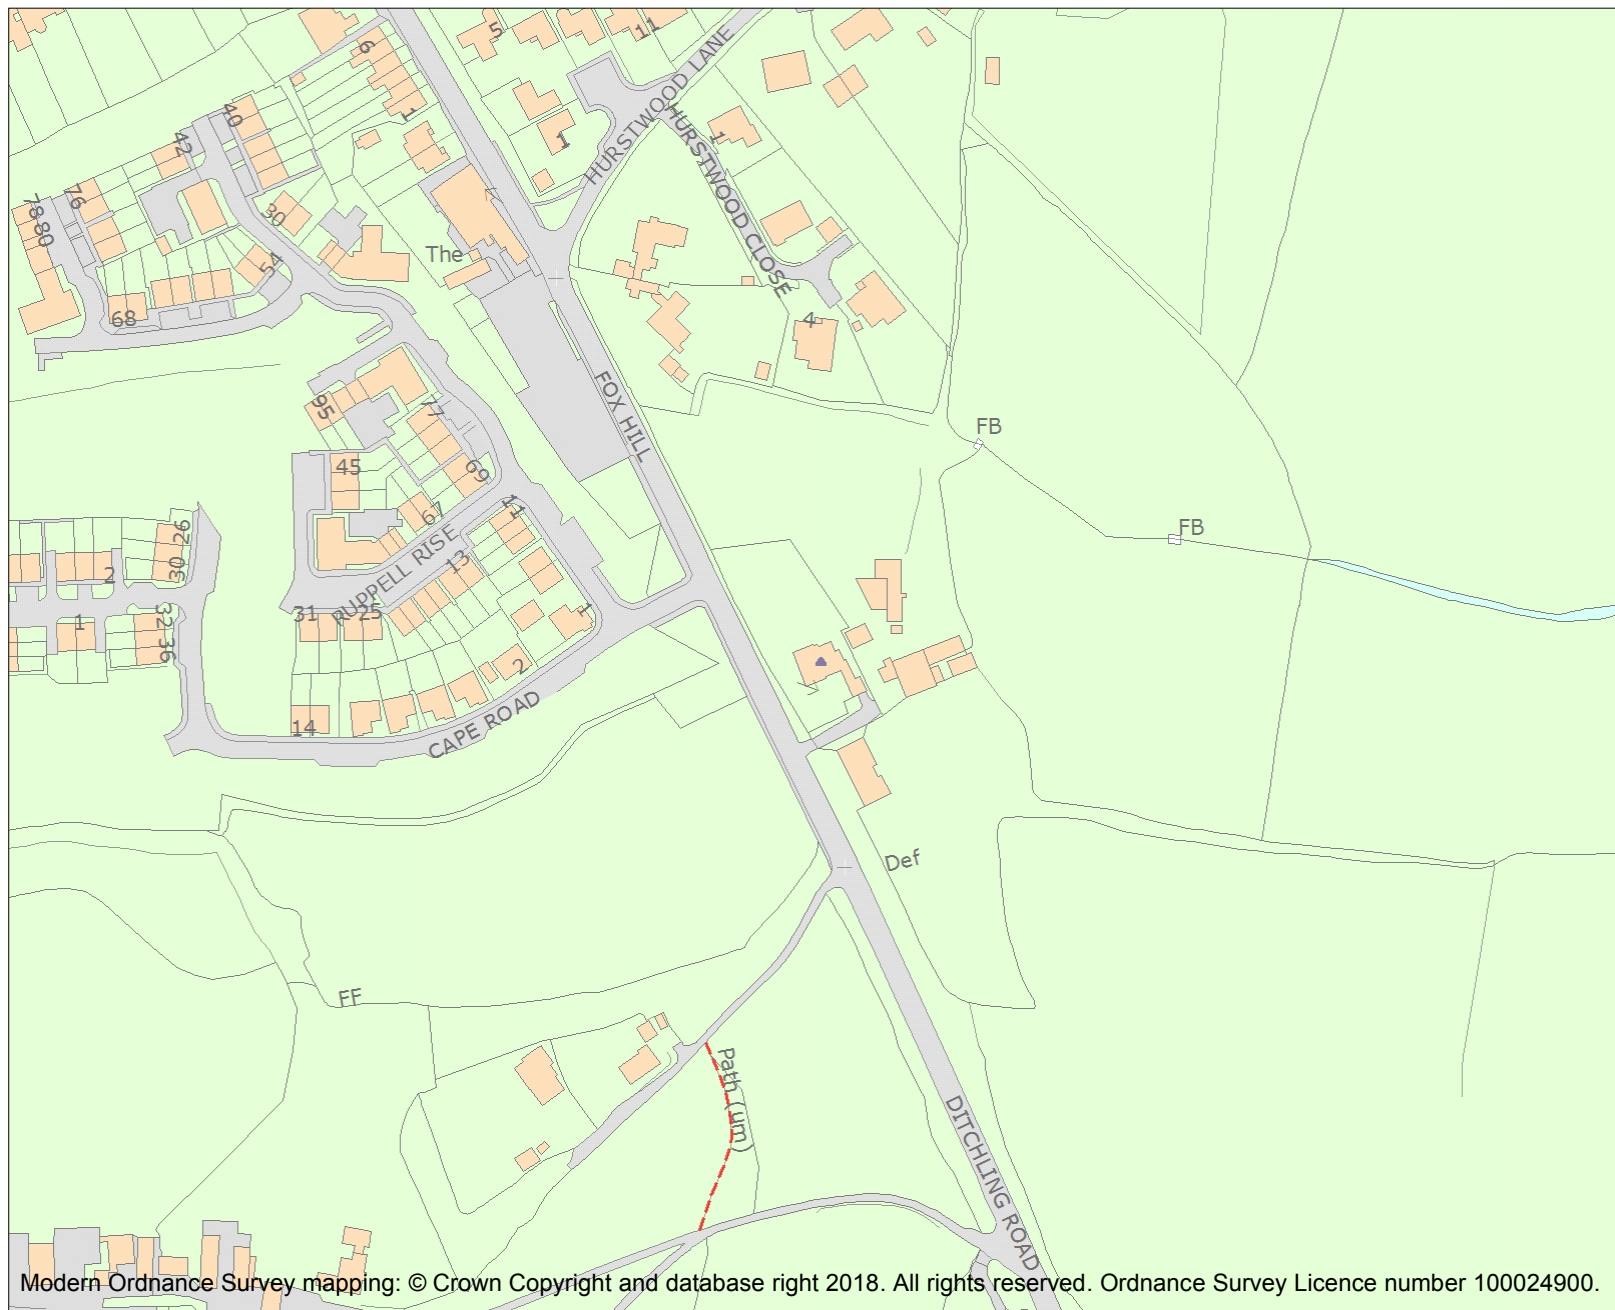 5
11
6
HURSTWOOD LANE
1
40
42
1
1
HURSTWOOD CLOSE
76
78
80
30
The
54
68
4
FOX HILL
95
77
FB
45
69
67
11
26
30
2
RUPPELL RISE
13
FB
31
25
1
32
36
1
2
14
CAPE ROAD
Def
FF
Path (um)
DITCHLING ROAD
Modern Ordnance Survey mapping: © Crown Copyright and database right 2018. All rights reserved. Ordnance Survey Licence number 100024900.